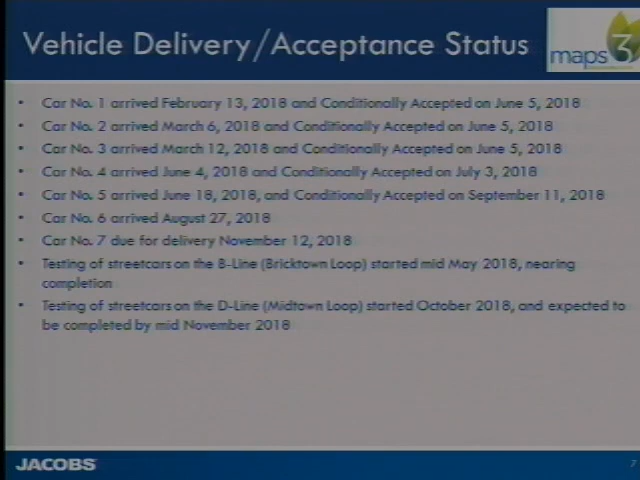 Vehicle Delivery/Acceptance Status
maps 3
• Car No. 1 arrived February 13, 2018 and Conditionally Accepted on June 5, 2018
• Car No. 2 arrived March 6, 2018 and Conditionally Accepted on June 5, 2018
• Car No. 3 arrived March 12, 2018 and Conditionally Accepted on June 5, 2018
• Car No. 4 arrived June 4, 2018 and Conditionally Accepted on July 3, 2018
• Car No. 5 arrived June 18, 2018, and Conditionally Accepted on September 11, 2018
• Car No. 6 arrived August 27, 2018
• Car No. 7 due for delivery November 12, 2018
• Testing of streetcars on the B-Line (Bricktown Loop) started mid May 2018, nearing
completion
• Testing of streetcars on the D-Line (Midtown Loop) started October 2018, and expected to
be completed by mid November 2018
JACOBS
7